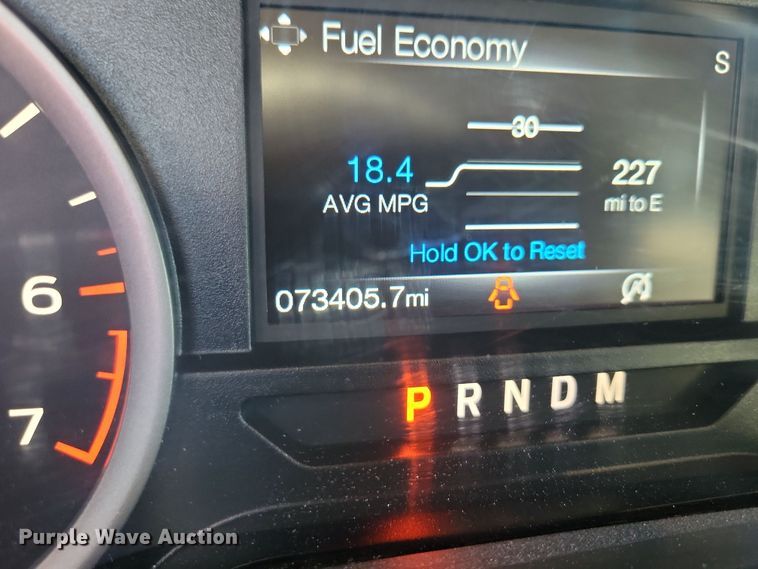 Fuel Economy
S
30
18.4
227
AVG MPG
mi to E
Hold OK to Reset
073405.7mi
6
P R N D M
7
Purple Wave Auction